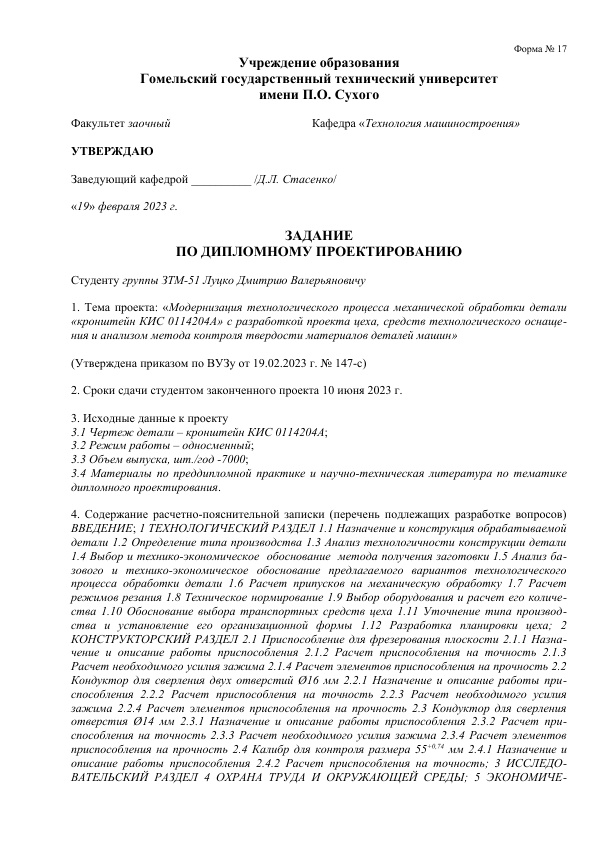 Форма № 17
Учреждение образования
Гомельский государственный технический университет
имени П.О. Сухого
Факультет заочный Кафедра «Технология машиностроения»
УТВЕРЖДАЮ
Заведующий кафедрой __________ /Д.Л. Стасенко/
«19» февраля 2023 г.
ЗАДАНИЕ
ПО ДИПЛОМНОМУ ПРОЕКТИРОВАНИЮ
Студенту группы ЗТМ-51 Луцко Дмитрию Валерьяновичу
1. Тема проекта: «Модернизация технологического процесса механической обработки детали
«кронштейн КИС 0114204А» с разработкой проекта цеха, средств технологического оснаще-
ния и анализом метода контроля твердости материалов деталей машин»
(Утверждена приказом по ВУЗу от 19.02.2023 г. № 147-с)
2. Сроки сдачи студентом законченного проекта 10 июня 2023 г.
3. Исходные данные к проекту
3.1 Чертеж детали – кронштейн КИС 0114204А;
3.2 Режим работы – односменный;
3.3 Объем выпуска, шт./год -7000;
3.4 Материалы по преддипломной практике и научно-техническая литература по тематике
дипломного проектирования.
4. Содержание расчетно-пояснительной записки (перечень подлежащих разработке вопросов)
ВВЕДЕНИЕ; 1 ТЕХНОЛОГИЧЕСКИЙ РАЗДЕЛ 1.1 Назначение и конструкция обрабатываемой
детали 1.2 Определение типа производства 1.3 Анализ технологичности конструкции детали
1.4 Выбор и технико-экономическое обоснование метода получения заготовки 1.5 Анализ ба-
зового и технико-экономическое обоснование предлагаемого вариантов технологического
процесса обработки детали 1.6 Расчет припусков на механическую обработку 1.7 Расчет
режимов резания 1.8 Техническое нормирование 1.9 Выбор оборудования и расчет его количе-
ства 1.10 Обоснование выбора транспортных средств цеха 1.11 Уточнение типа производ-
ства и установление его организационной формы 1.12 Разработка планировки цеха; 2
КОНСТРУКТОРСКИЙ РАЗДЕЛ 2.1 Приспособление для фрезерования плоскости 2.1.1 Назна-
чение и описание работы приспособления 2.1.2 Расчет приспособления на точность 2.1.3
Расчет необходимого усилия зажима 2.1.4 Расчет элементов приспособления на прочность 2.2
Кондуктор для сверления двух отверстий Ø16 мм 2.2.1 Назначение и описание работы при-
способления 2.2.2 Расчет приспособления на точность 2.2.3 Расчет необходимого усилия
зажима 2.2.4 Расчет элементов приспособления на прочность 2.3 Кондуктор для сверления
отверстия Ø14 мм 2.3.1 Назначение и описание работы приспособления 2.3.2 Расчет при-
способления на точность 2.3.3 Расчет необходимого усилия зажима 2.3.4 Расчет элементов
приспособления на прочность 2.4 Калибр для контроля размера 55⁺⁰,⁷⁴ мм 2.4.1 Назначение и
описание работы приспособления 2.4.2 Расчет приспособления на точность; 3 ИССЛЕДО-
ВАТЕЛЬСКИЙ РАЗДЕЛ 4 ОХРАНА ТРУДА И ОКРУЖАЮЩЕЙ СРЕДЫ; 5 ЭКОНОМИЧЕ-